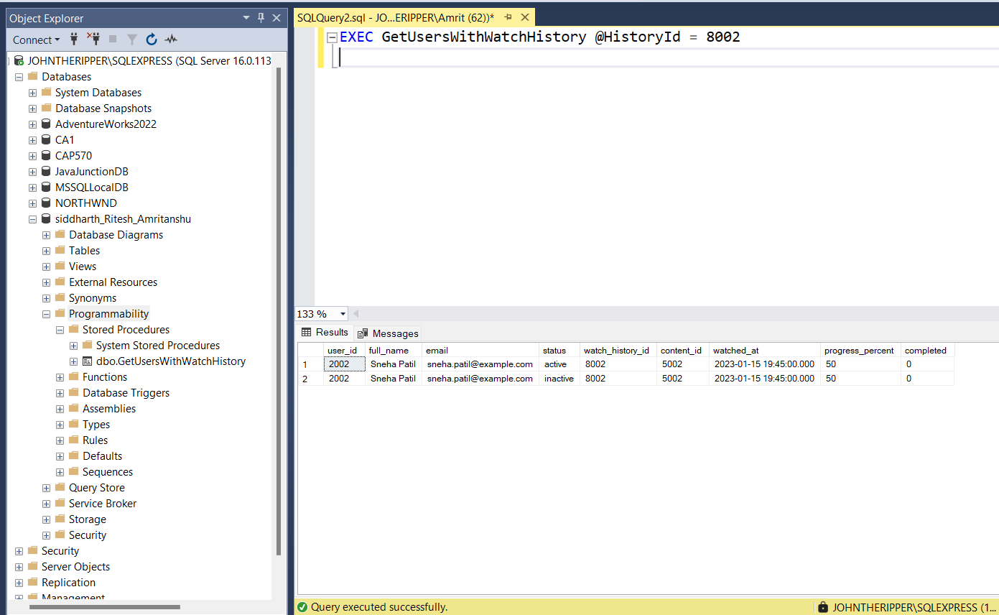 Object Explorer
Connect
JOHNTHERIPPER\SQLEXPRESS (SQL Server 16.0.113
Databases
System Databases
Database Snapshots
AdventureWorks2022
CA1
CAP570
JavaJunctionDB
MSSQLLocalDB
NORTHWND
siddharth_Ritesh_Amritanshu
Database Diagrams
Tables
Views
External Resources
Synonyms
Programmability
Stored Procedures
System Stored Procedures
dbo.GetUsersWithWatchHistory
Functions
Database Triggers
Assemblies
Types
Rules
Defaults
Sequences
Query Store
Service Broker
Storage
Security
Security
Server Objects
Replication
Management
SQLQuery2.sql - JO...ERIPPER\Amrit (62))*
EXEC GetUsersWithWatchHistory @HistoryId = 8002
133 %
Results Messages
user_id full_name email status watch_history_id content_id watched_at progress_percent completed
1 2002 Sneha Patil sneha.patil@example.com active 8002 5002 2023-01-15 19:45:00.000 50 0
2 2002 Sneha Patil sneha.patil@example.com inactive 8002 5002 2023-01-15 19:45:00.000 50 0
Query executed successfully. JOHNTHERIPPER\SQLEXPRESS (1...